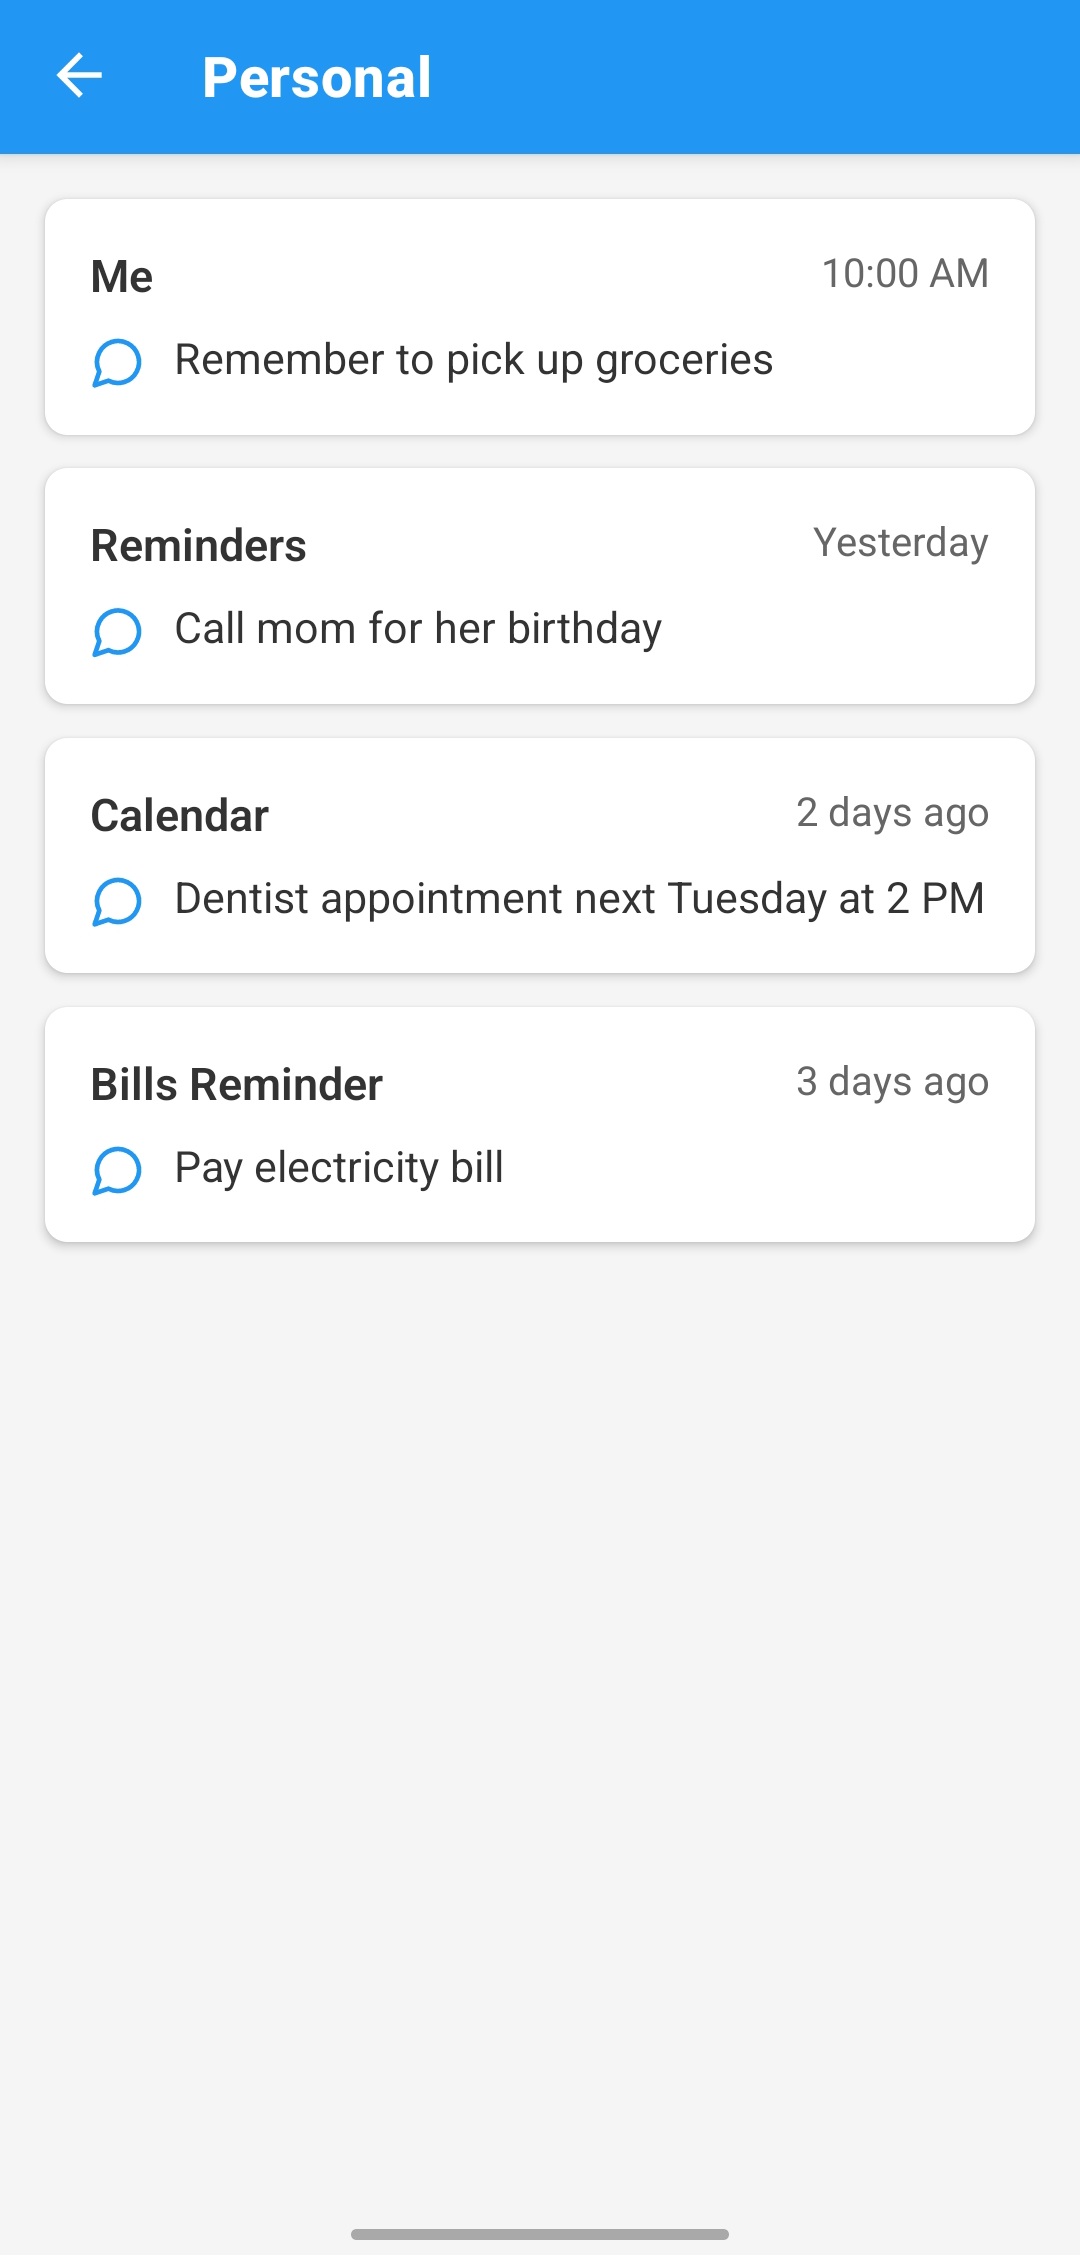 Personal
Me
10:00 AM
Remember to pick up groceries
Reminders
Yesterday
Call mom for her birthday
Calendar
2 days ago
Dentist appointment next Tuesday at 2 PM
Bills Reminder
3 days ago
Pay electricity bill